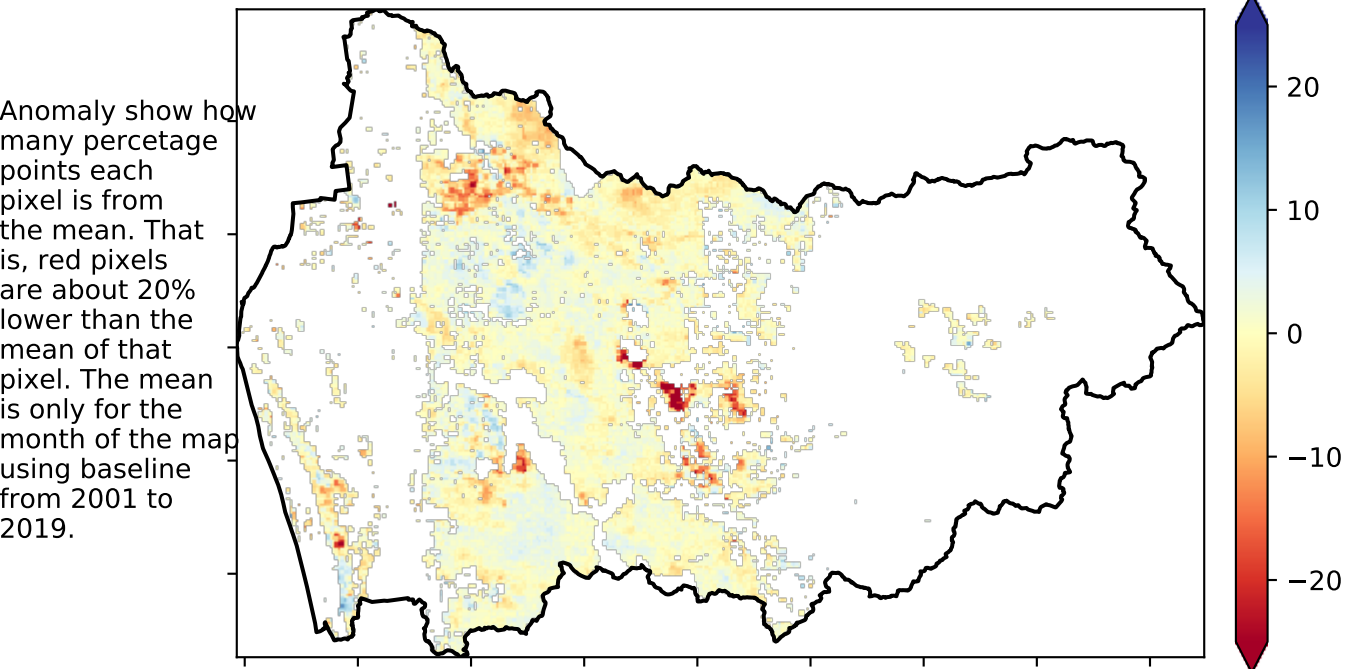 Anomaly show how
many percetage
points each
pixel is from
the mean. That
is, red pixels
are about 20%
lower than the
mean of that
pixel. The mean
is only for the
month of the map
using baseline
from 2001 to
2019.
20
10
0
−10
−20